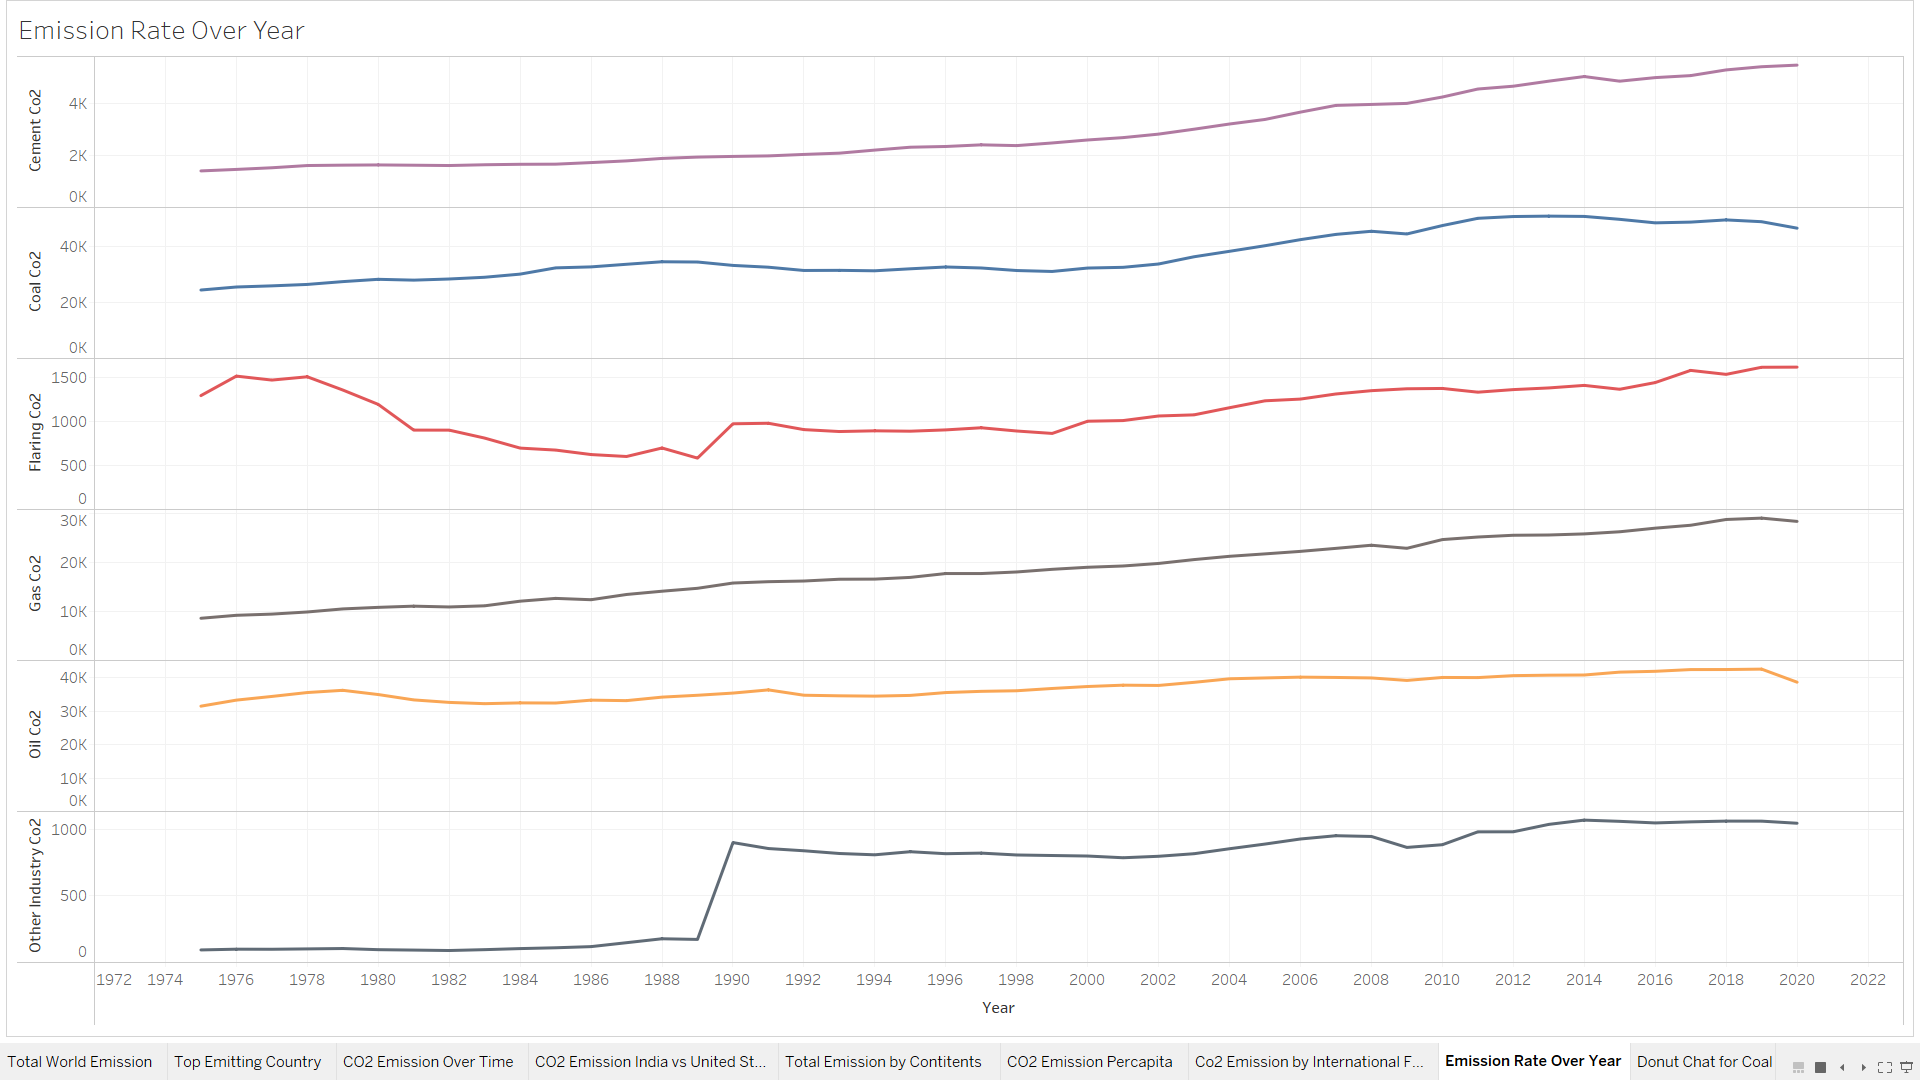 Emission Rate Over Year
Cement Co2
4K
2K
0K
Coal Co2
40K
20K
0K
Flaring Co2
1500
1000
500
0
Gas Co2
30K
20K
10K
0K
Oil Co2
40K
30K
20K
10K
0K
Other Industry Co2
1000
500
0
1972 1974 1976 1978 1980 1982 1984 1986 1988 1990 1992 1994 1996 1998 2000 2002 2004 2006 2008 2010 2012 2014 2016 2018 2020 2022
Year
Total World Emission Top Emitting Country CO2 Emission Over Time CO2 Emission India vs United St... Total Emission by Contitents CO2 Emission Percapita Co2 Emission by International F... Emission Rate Over Year Donut Chat for Coal